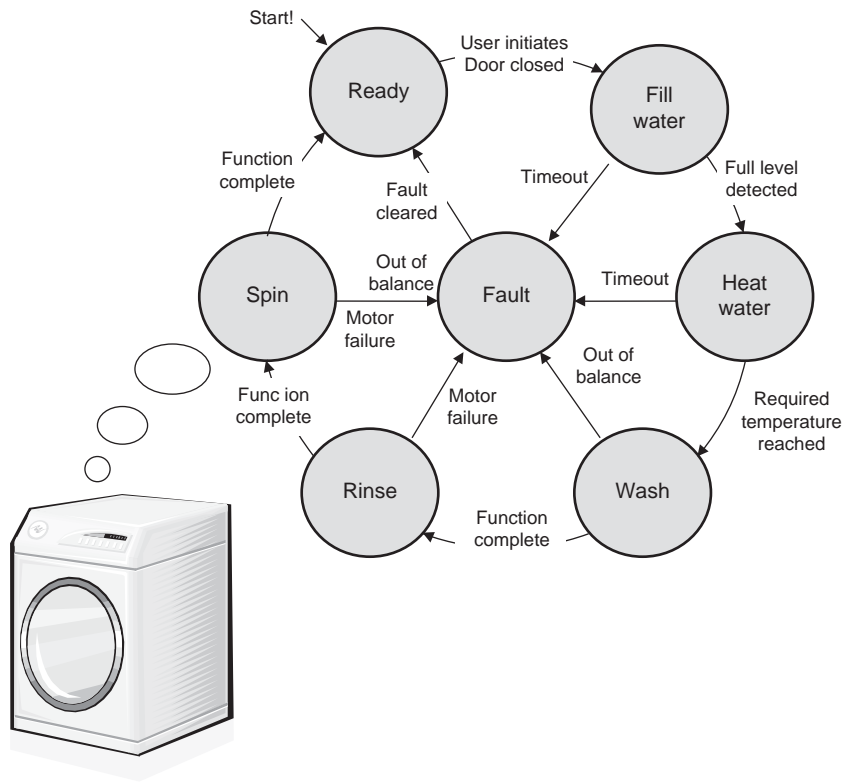 Start!
Ready
User initiates
Door closed
Fill
water
Function
complete
Fault
cleared
Timeout
Full level
detected
Spin
Out of
balance
Motor
failure
Fault
Timeout
Heat
water
Func ion
complete
Motor
failure
Out of
balance
Required
temperature
reached
Rinse
Function
complete
Wash